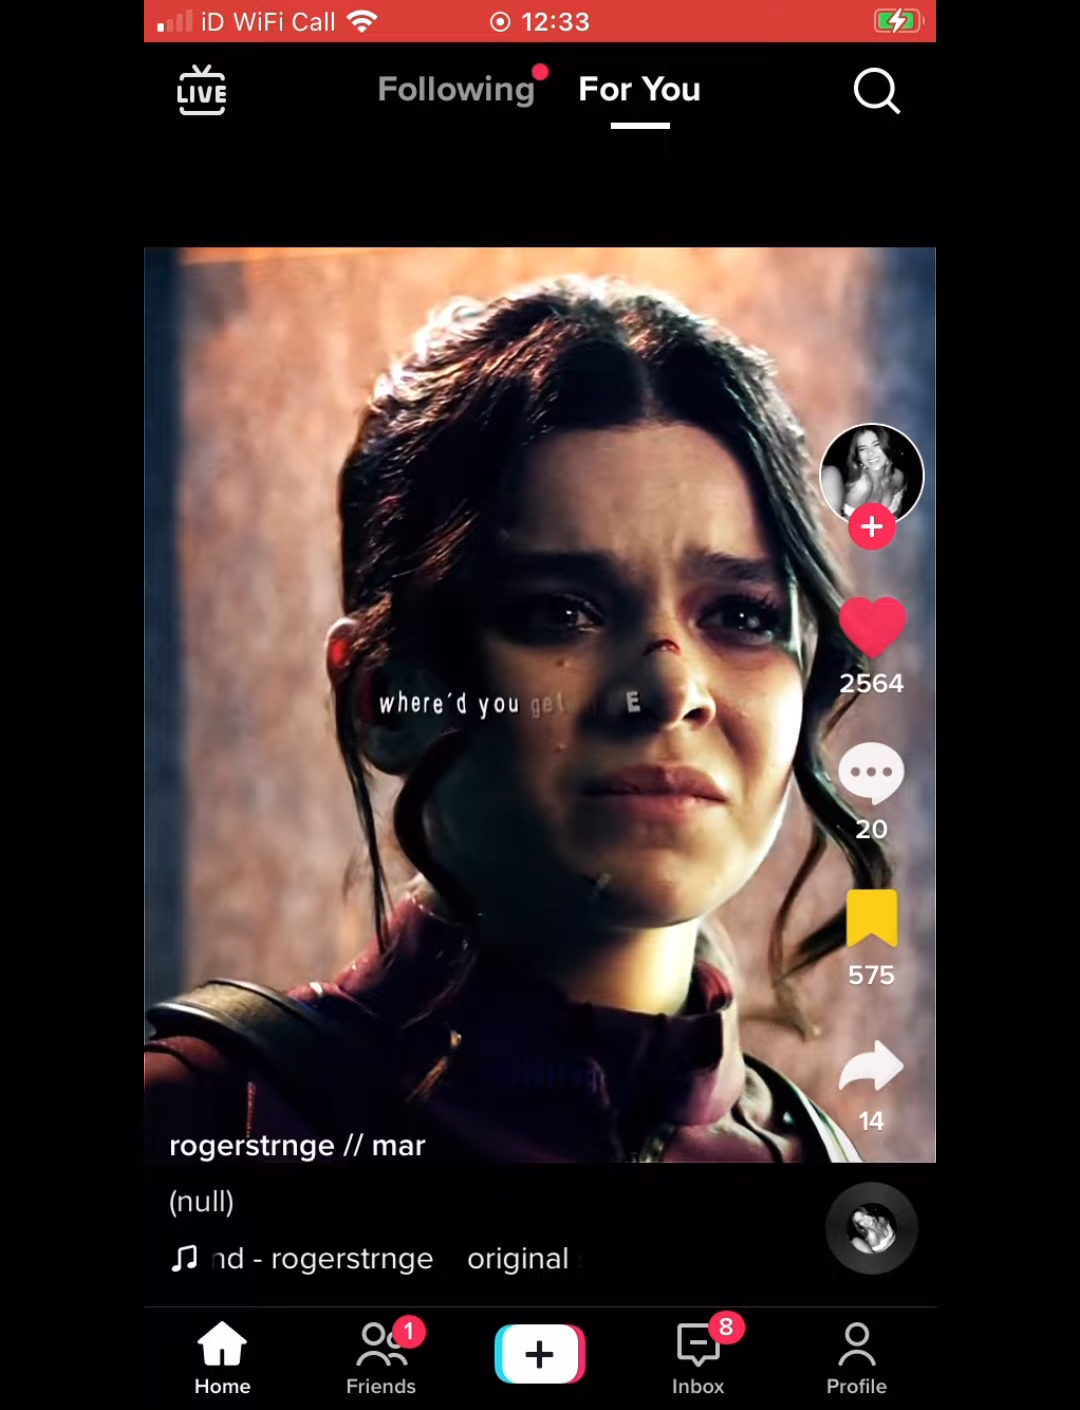 iD WiFi Call
12:33
LIVE
Following
For You
2564
where'd you get E
20
575
14
rogerstrnge // mar
(null)
nd - rogerstrnge original
1
8
Home
Friends
Inbox
Profile